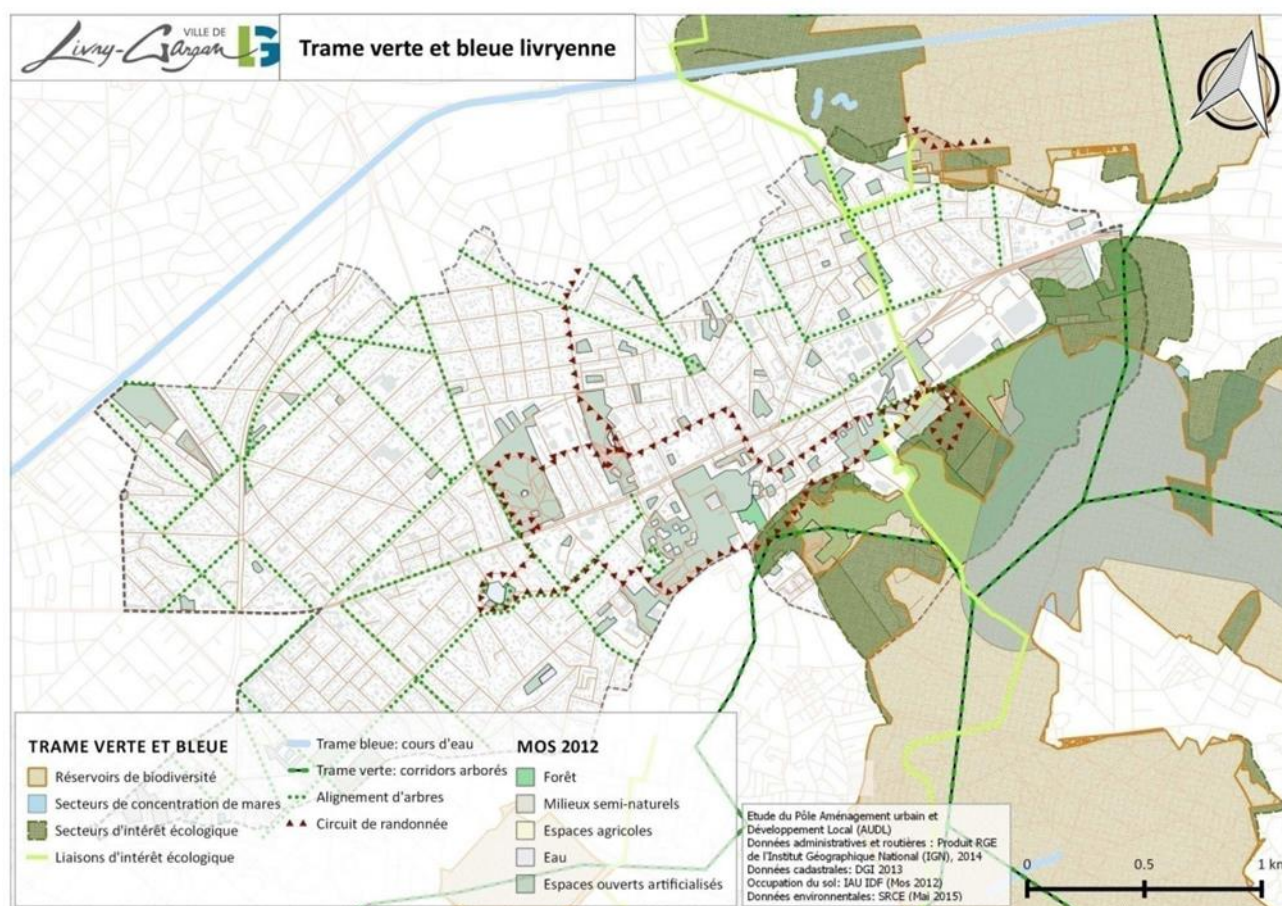 VILLE DE
Livry-Gargan LG
Trame verte et bleue livryenne
TRAME VERTE ET BLEUE
Réservoirs de biodiversité
Secteurs de concentration de mares
Secteurs d'intérêt écologique
Liaisons d'intérêt écologique
Trame bleue: cours d'eau
Trame verte: corridors arborés
Alignement d'arbres
Circuit de randonnée
MOS 2012
Forêt
Milieux semi-naturels
Espaces agricoles
Eau
Espaces ouverts artificialisés
Etude du Pôle Aménagement urbain et
Développement Local (AUDL)
Données administratives et routières : Produit RGE
de l'Institut Géographique National (IGN), 2014
Données cadastrales: DGI 2013
Occupation du sol: IAU IDF (Mos 2012)
Données environnementales: SRCE (Mai 2015)
0 0.5 1 km